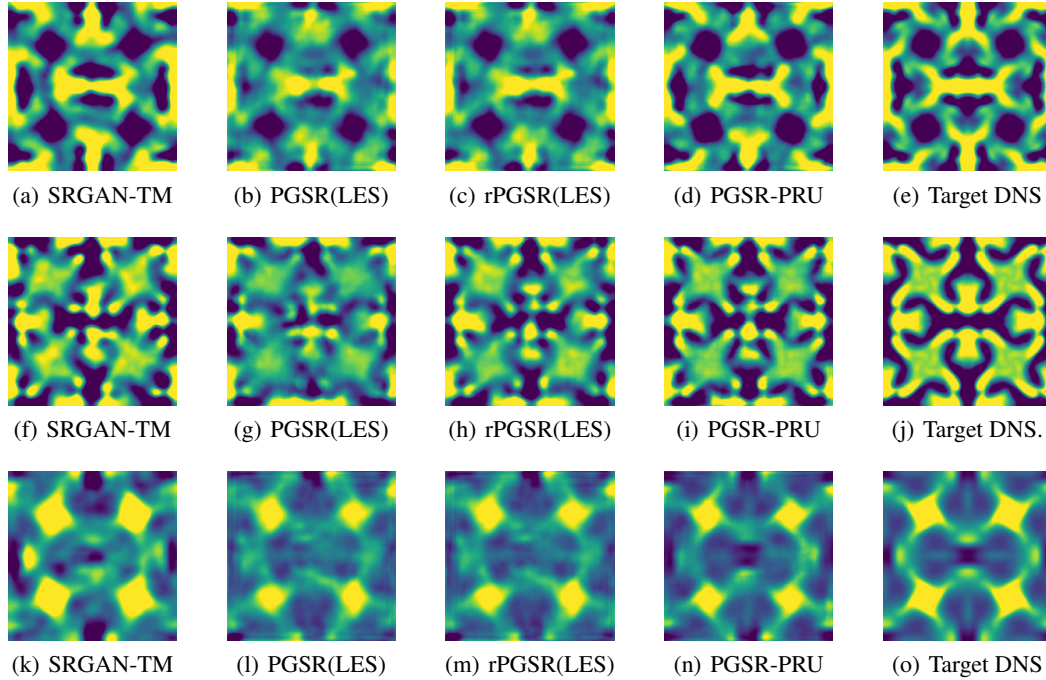 (a) SRGAN-TM
(b) PGSR(LES)
(c) rPGSR(LES)
(d) PGSR-PRU
(e) Target DNS
(f) SRGAN-TM
(g) PGSR(LES)
(h) rPGSR(LES)
(i) PGSR-PRU
(j) Target DNS.
(k) SRGAN-TM
(l) PGSR(LES)
(m) rPGSR(LES)
(n) PGSR-PRU
(o) Target DNS